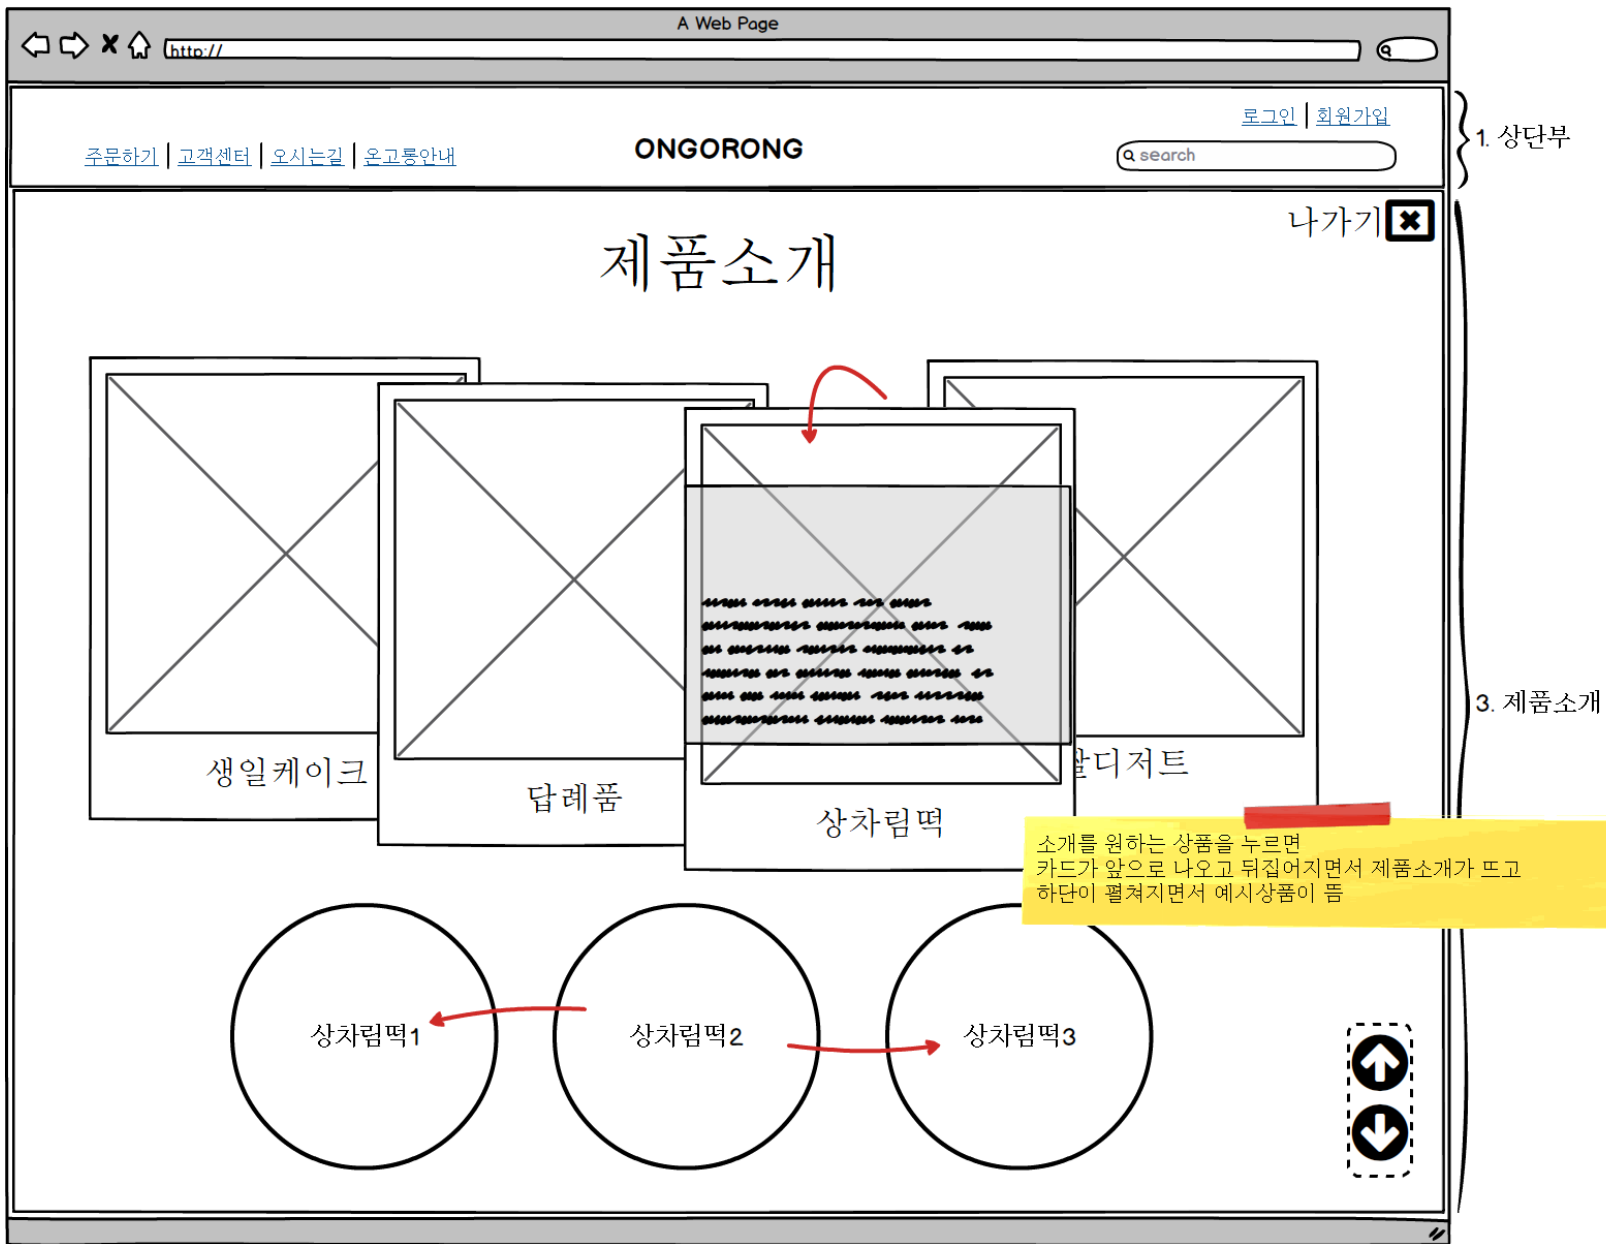 A Web Page
http://
로그인 | 회원가입
주문하기 | 고객센터 | 오시는길 | 온고롱안내
ONGORONG
search
1. 상단부
나가기
제품소개
3. 제품소개
생일케이크
답례품
상차림떡
디저트
소개를 원하는 상품을 누르면
카드가 앞으로 나오고 뒤집어지면서 제품소개가 뜨고
하단이 펼쳐지면서 예시상품이 뜸
상차림떡1
상차림떡2
상차림떡3